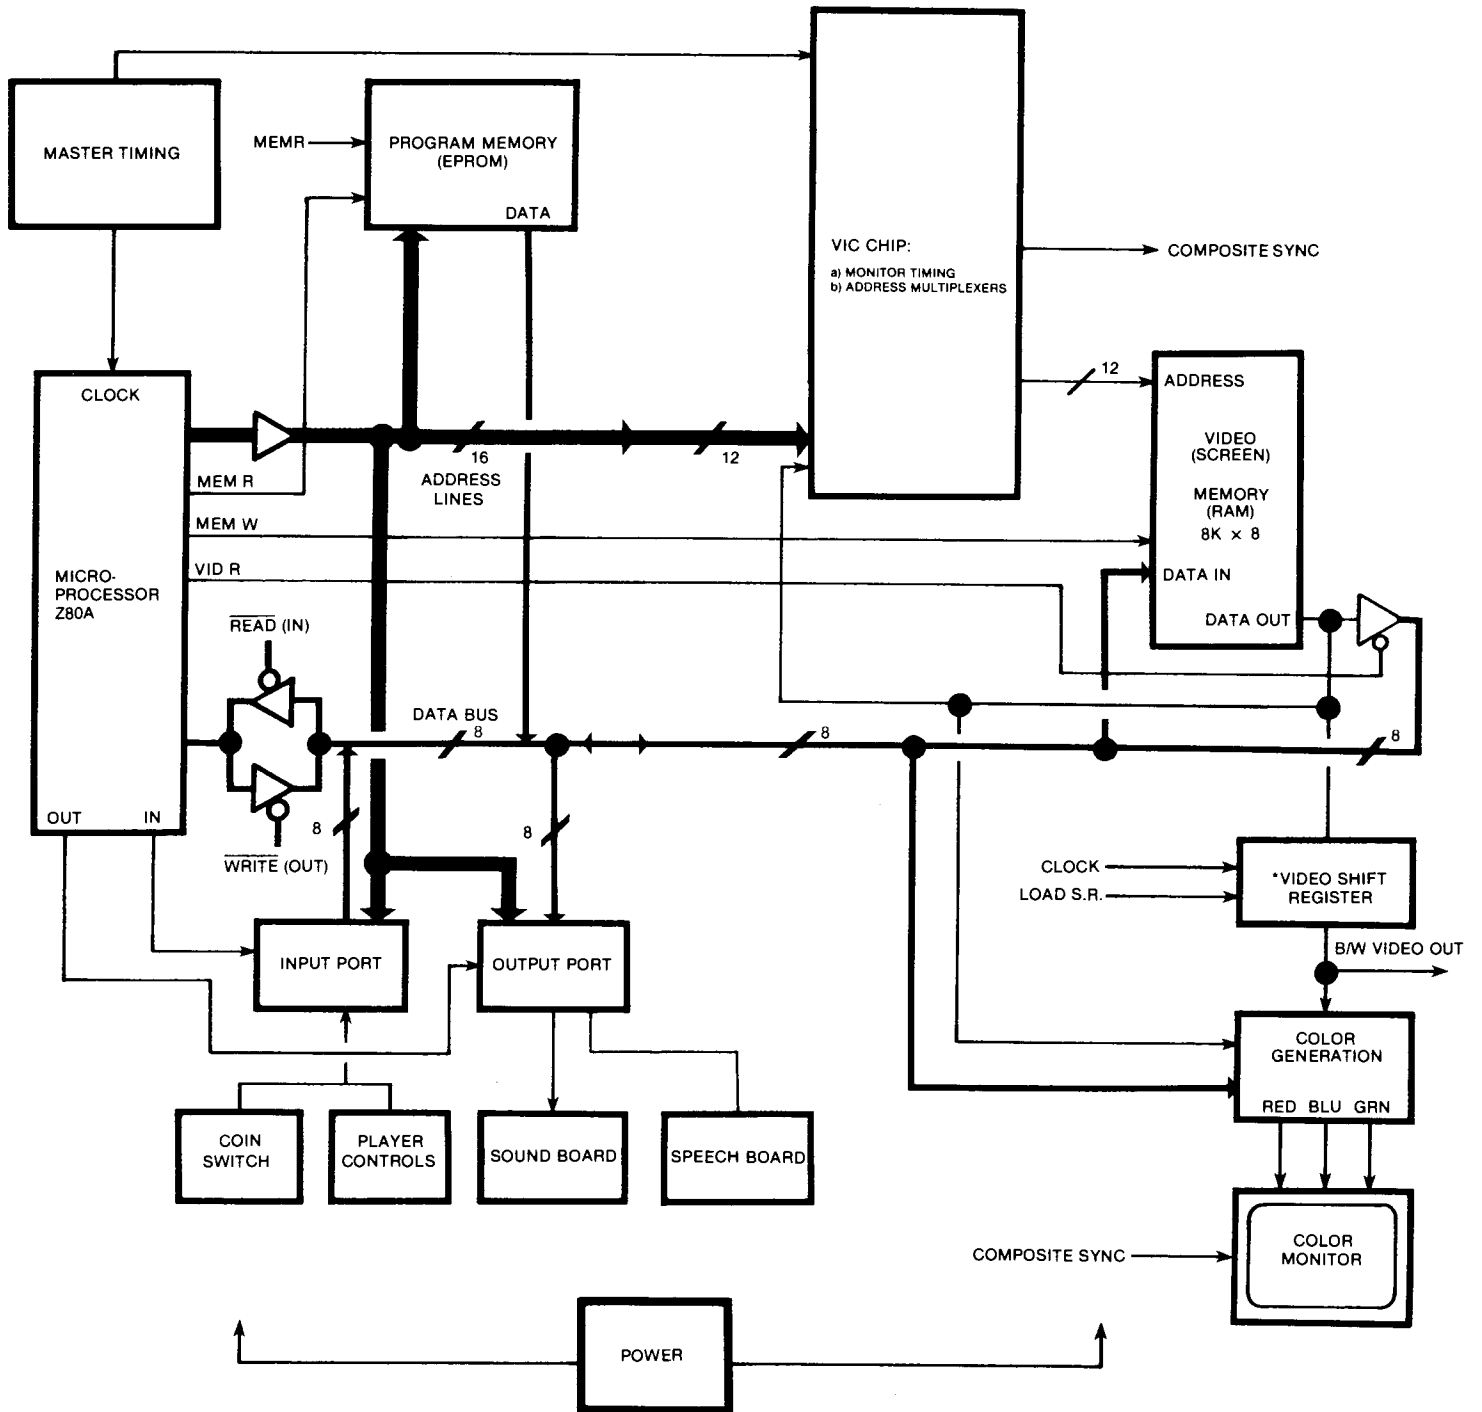 MASTER TIMING
MEMR
PROGRAM MEMORY
(EPROM)
DATA
VIC CHIP:
a) MONITOR TIMING
b) ADDRESS MULTIPLEXERS
COMPOSITE SYNC
12
ADDRESS
VIDEO
(SCREEN)
MEMORY
(RAM)
8K × 8
DATA IN
DATA OUT
CLOCK
16
ADDRESS
LINES
12
MEM R
MEM W
VID R
MICRO-
PROCESSOR
Z80A
OUT
IN
READ (IN)
WRITE (OUT)
DATA BUS
8
8
8
8
8
CLOCK
LOAD S.R.
*VIDEO SHIFT
REGISTER
B/W VIDEO OUT
INPUT PORT
OUTPUT PORT
COLOR
GENERATION
RED BLU GRN
COIN
SWITCH
PLAYER
CONTROLS
SOUND BOARD
SPEECH BOARD
COMPOSITE SYNC
COLOR
MONITOR
POWER